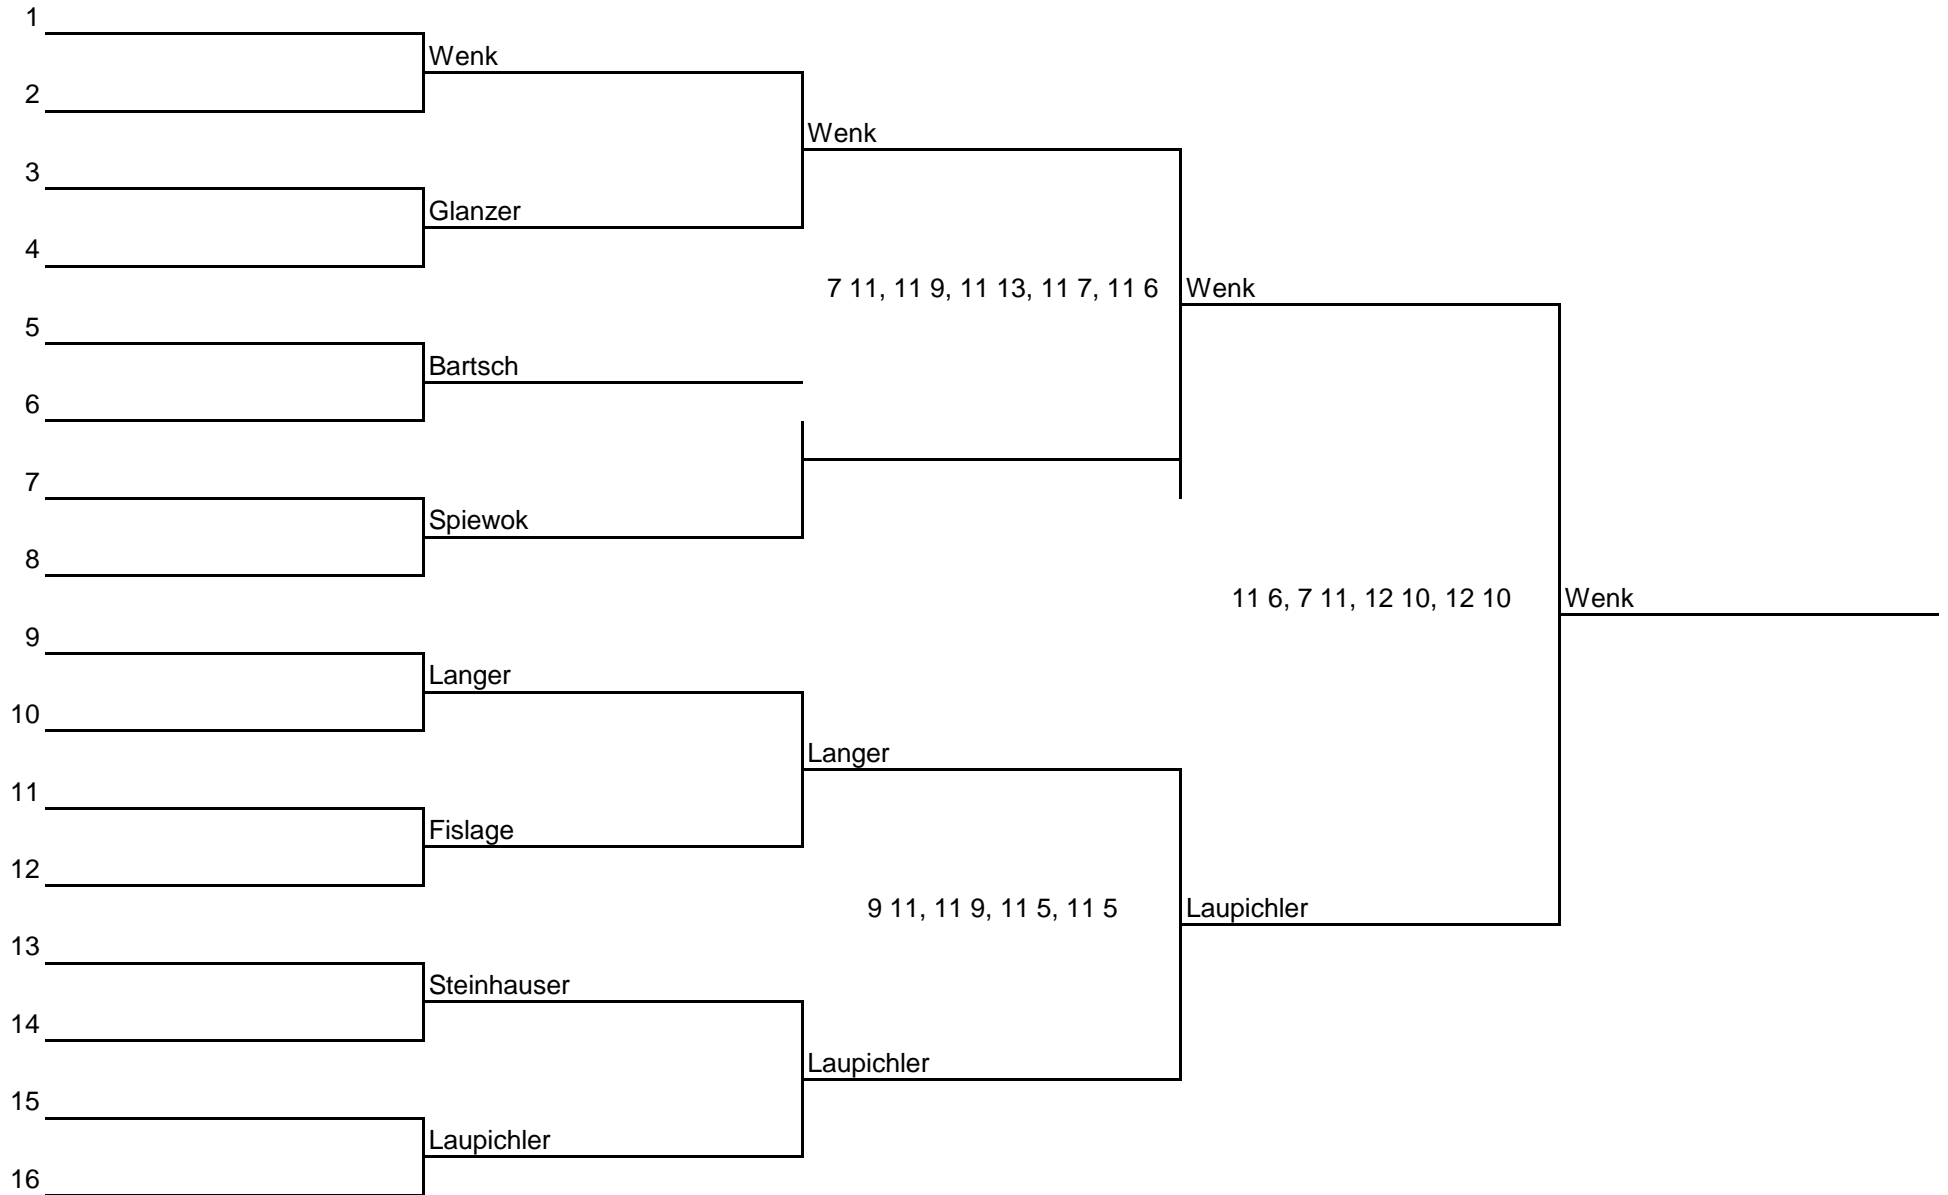 1
Wenk
2
Wenk
3
Glanzer
4
7 11, 11 9, 11 13, 11 7, 11 6 Wenk
5
Bartsch
6
7
Spiewok
8
11 6, 7 11, 12 10, 12 10 Wenk
9
Langer
10
Langer
11
Fislage
12
9 11, 11 9, 11 5, 11 5 Laupichler
13
Steinhauser
14
Laupichler
15
Laupichler
16